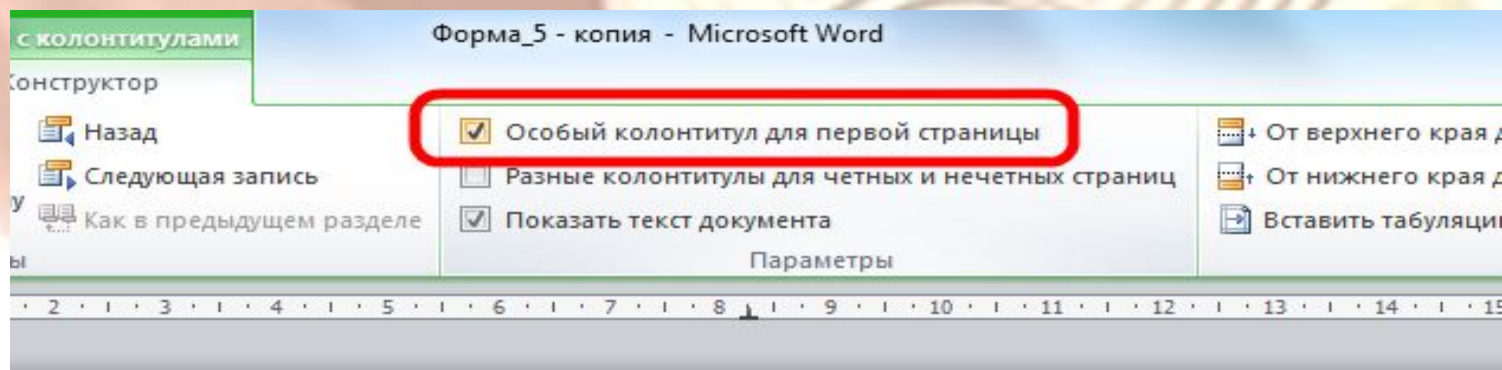 с колонтитулами
Форма_5 - копия - Microsoft Word
Конструктор
Назад
Следующая запись
Как в предыдущем разделе
Особый колонтитул для первой страницы
Разные колонтитулы для четных и нечетных страниц
Показать текст документа
Параметры
От верхнего края д
От нижнего края д
Вставить табуляци
ы
2 3 4 5 6 7 8 9 10 11 12 13 14 15